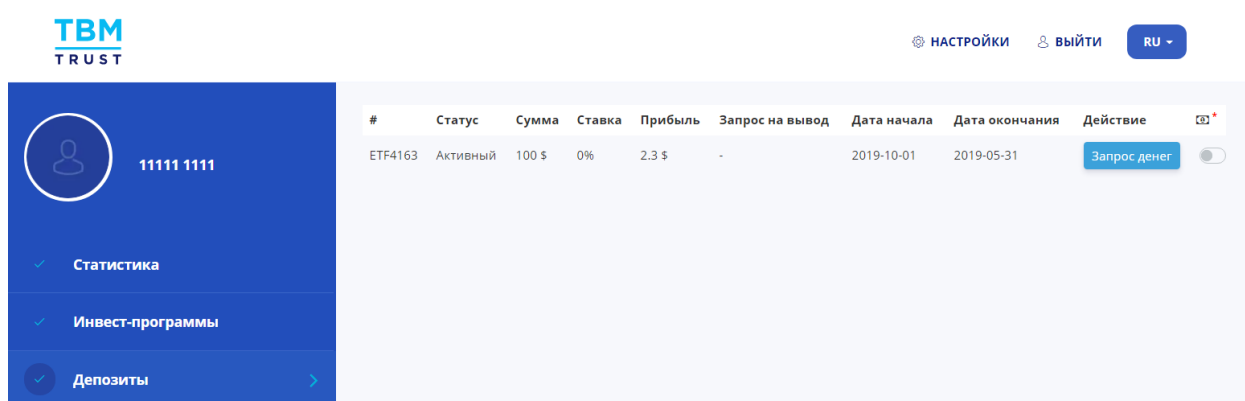 TBM
TRUST
НАСТРОЙКИ ВЫЙТИ RU
# Статус Сумма Ставка Прибыль Запрос на вывод Дата начала Дата окончания Действие *
ETF4163 Активный 100 $ 0% 2.3 $ - 2019-10-01 2019-05-31 Запрос денег
11111 1111
Статистика
Инвест-программы
Депозиты